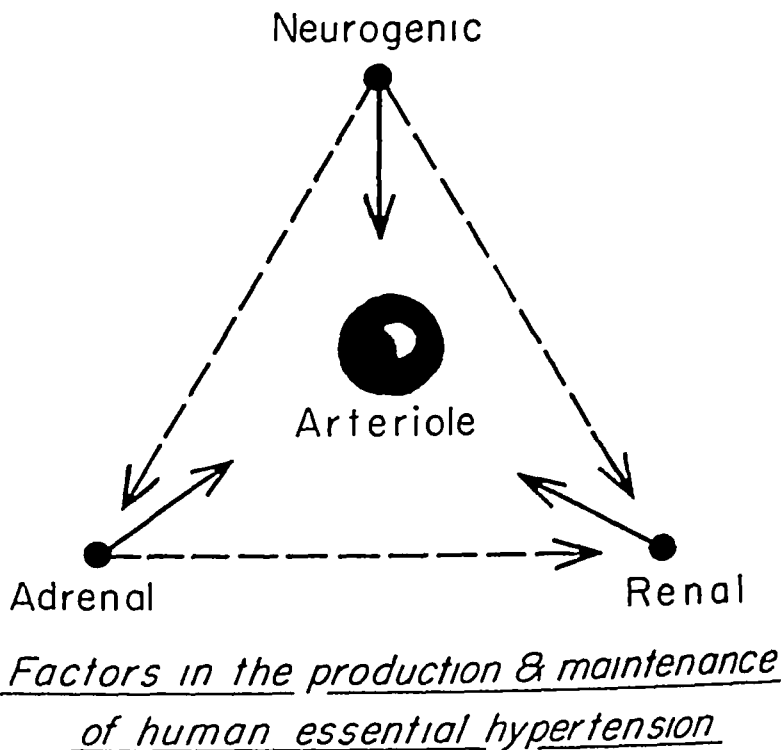 Neurogenic
Arteriole
Adrenal
Renal
Factors in the production & maintenance
of human essential hypertension